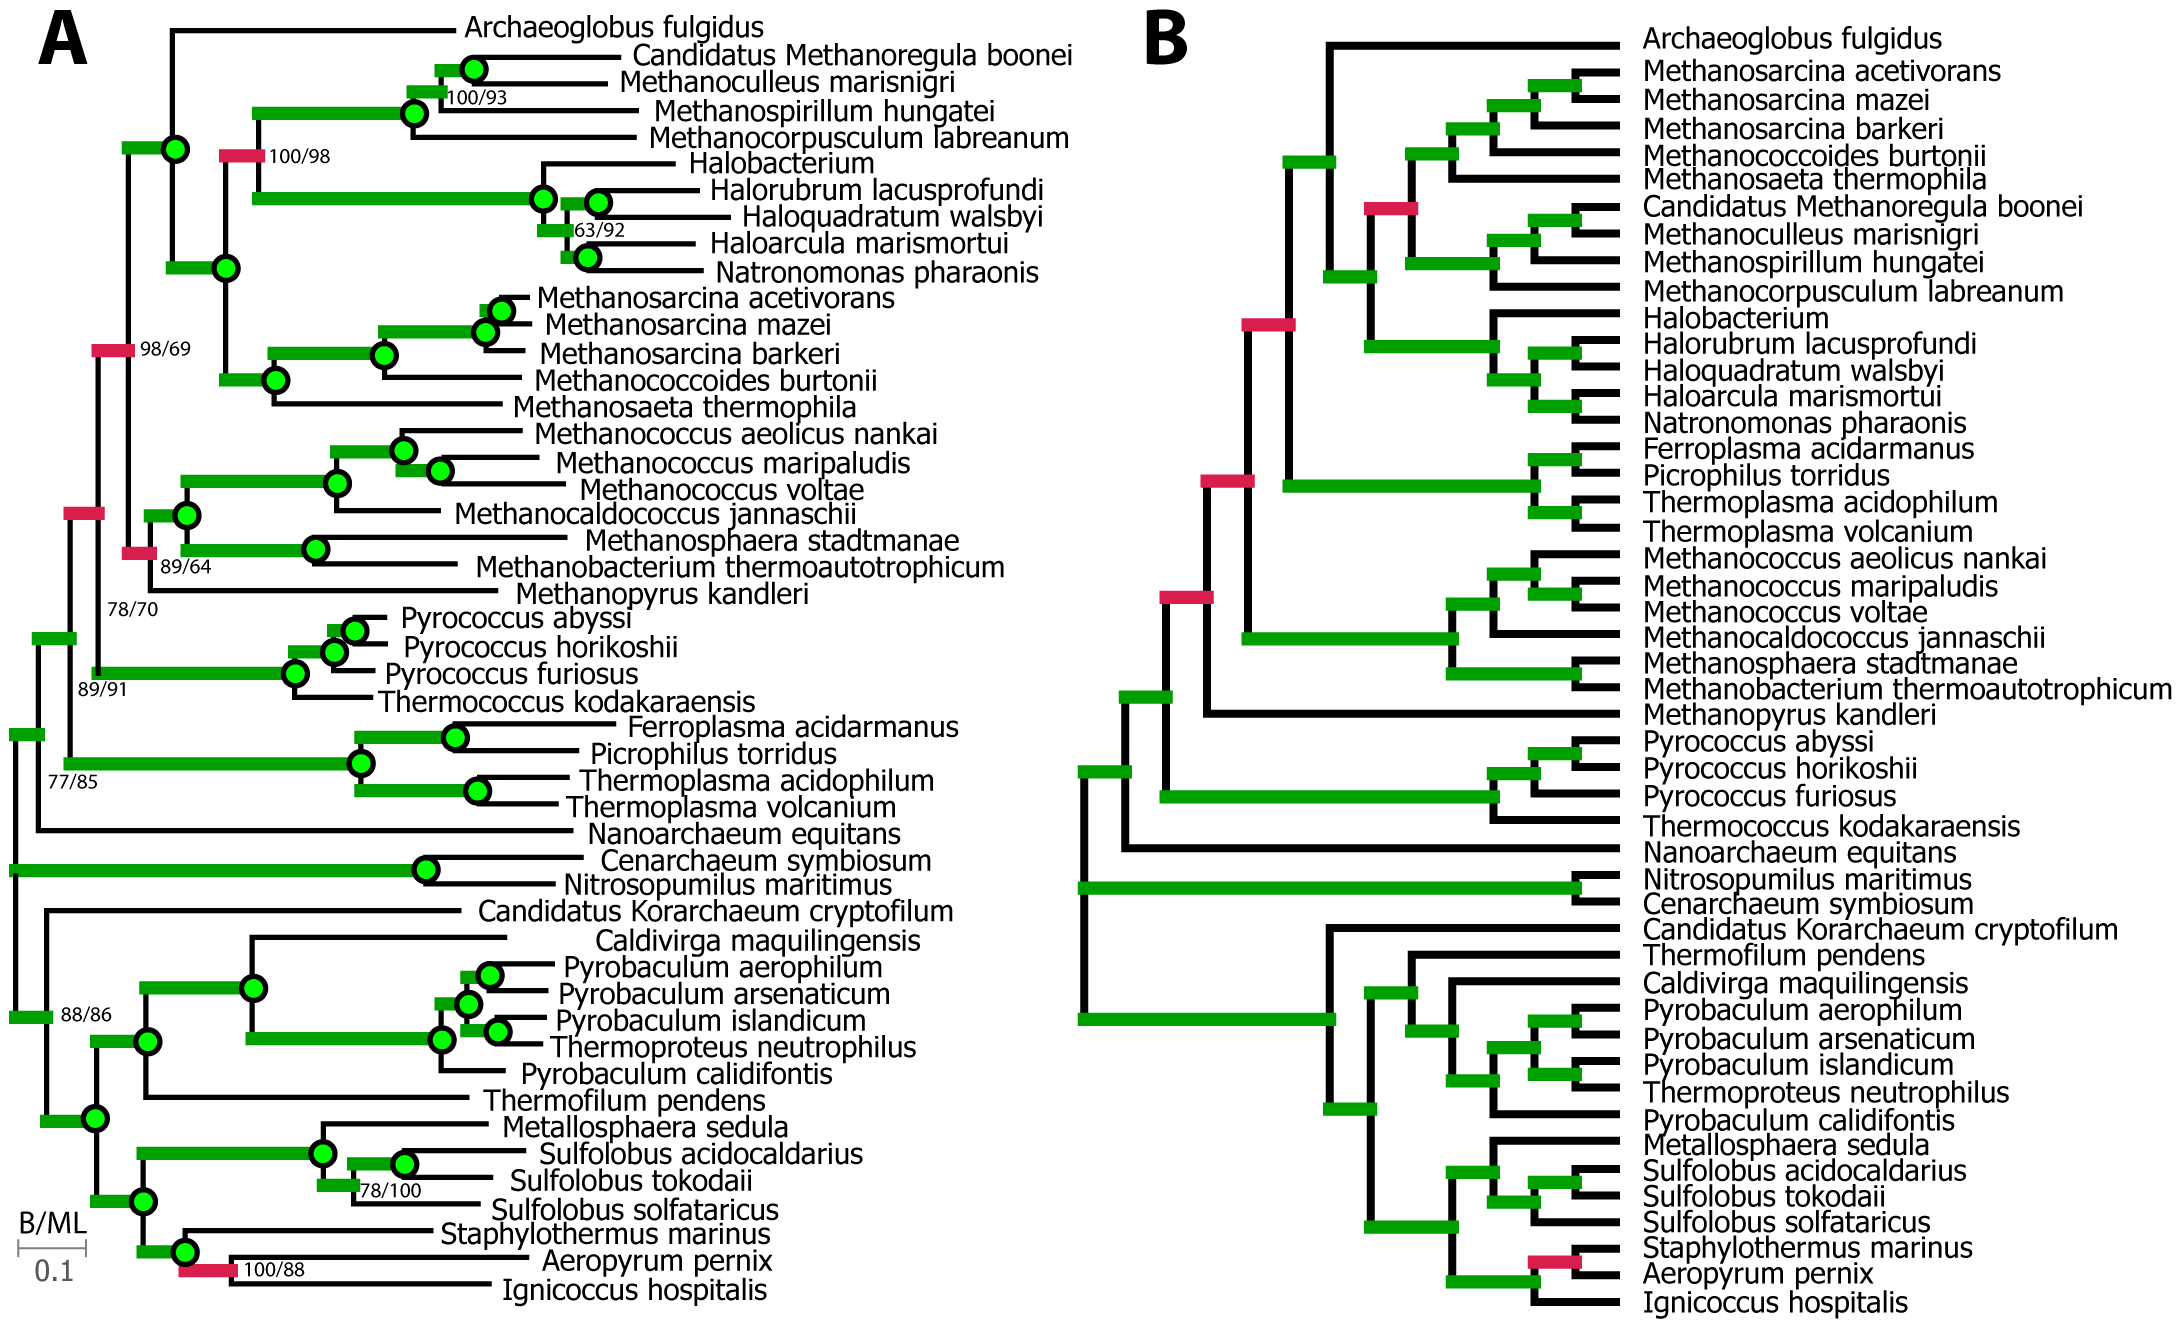 A
Archaeoglobus fulgidus
Candidatus Methanoregula boonei
Methanoculleus marisnigri
100/93
Methanospirillum hungatei
Methanocorpusculum labreanum
100/98
Halobacterium
Halorubrum lacusprofundi
Haloquadratum walsbyi
63/92
Haloarcula marismortui
Natronomonas pharaonis
Methanosarcina acetivorans
Methanosarcina mazei
98/69
Methanosarcina barkeri
Methanococcoides burtonii
Methanosaeta thermophila
Methanococcus aeolicus nankai
Methanococcus maripaludis
Methanococcus voltae
Methanocaldococcus jannaschii
Methanosphaera stadtmanae
89/64
Methanobacterium thermoautotrophicum
Methanopyrus kandleri
78/70
Pyrococcus abyssi
Pyrococcus horikoshii
Pyrococcus furiosus
89/91
Thermococcus kodakaraensis
Ferroplasma acidarmanus
Picrophilus torridus
77/85
Thermoplasma acidophilum
Thermoplasma volcanium
Nanoarchaeum equitans
Cenarchaeum symbiosum
Nitrosopumilus maritimus
Candidatus Korarchaeum cryptofilum
Caldivirga maquilingensis
Pyrobaculum aerophilum
Pyrobaculum arsenaticum
88/86
Pyrobaculum islandicum
Thermoproteus neutrophilus
Pyrobaculum calidifontis
Thermofilum pendens
Metallosphaera sedula
Sulfolobus acidocaldarius
Sulfolobus tokodaii
78/100
Sulfolobus solfataricus
Staphylothermus marinus
Aeropyrum pernix
100/88
Ignicoccus hospitalis
B/ML
0.1
B
Archaeoglobus fulgidus
Methanosarcina acetivorans
Methanosarcina mazei
Methanosarcina barkeri
Methanococcoides burtonii
Methanosaeta thermophila
Candidatus Methanoregula boonei
Methanoculleus marisnigri
Methanospirillum hungatei
Methanocorpusculum labreanum
Halobacterium
Halorubrum lacusprofundi
Haloquadratum walsbyi
Haloarcula marismortui
Natronomonas pharaonis
Ferroplasma acidarmanus
Picrophilus torridus
Thermoplasma acidophilum
Thermoplasma volcanium
Methanococcus aeolicus nankai
Methanococcus maripaludis
Methanococcus voltae
Methanocaldococcus jannaschii
Methanosphaera stadtmanae
Methanobacterium thermoautotrophicum
Methanopyrus kandleri
Pyrococcus abyssi
Pyrococcus horikoshii
Pyrococcus furiosus
Thermococcus kodakaraensis
Nanoarchaeum equitans
Nitrosopumilus maritimus
Cenarchaeum symbiosum
Candidatus Korarchaeum cryptofilum
Thermofilum pendens
Caldivirga maquilingensis
Pyrobaculum aerophilum
Pyrobaculum arsenaticum
Pyrobaculum islandicum
Thermoproteus neutrophilus
Pyrobaculum calidifontis
Metallosphaera sedula
Sulfolobus acidocaldarius
Sulfolobus tokodaii
Sulfolobus solfataricus
Staphylothermus marinus
Aeropyrum pernix
Ignicoccus hospitalis